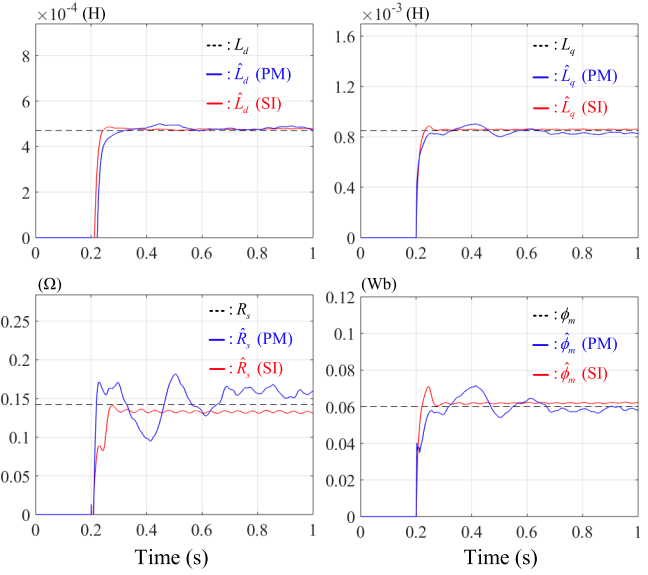 ×10⁻⁴ (H)
8
6
4
2
0
0 0.2 0.4 0.6 0.8 1
: L_d
: L̂_d (PM)
: L̂_d (SI)
×10⁻³ (H)
1.6
1.2
0.8
0.4
0
0 0.2 0.4 0.6 0.8 1
: L_q
: L̂_q (PM)
: L̂_q (SI)
(Ω)
0.25
0.2
0.15
0.1
0.05
0
0 0.2 0.4 0.6 0.8 1
: R_s
: R̂_s (PM)
: R̂_s (SI)
Time (s)
(Wb)
0.12
0.1
0.08
0.06
0.04
0.02
0
0 0.2 0.4 0.6 0.8 1
: ϕ_m
: ϕ̂_m (PM)
: ϕ̂_m (SI)
Time (s)